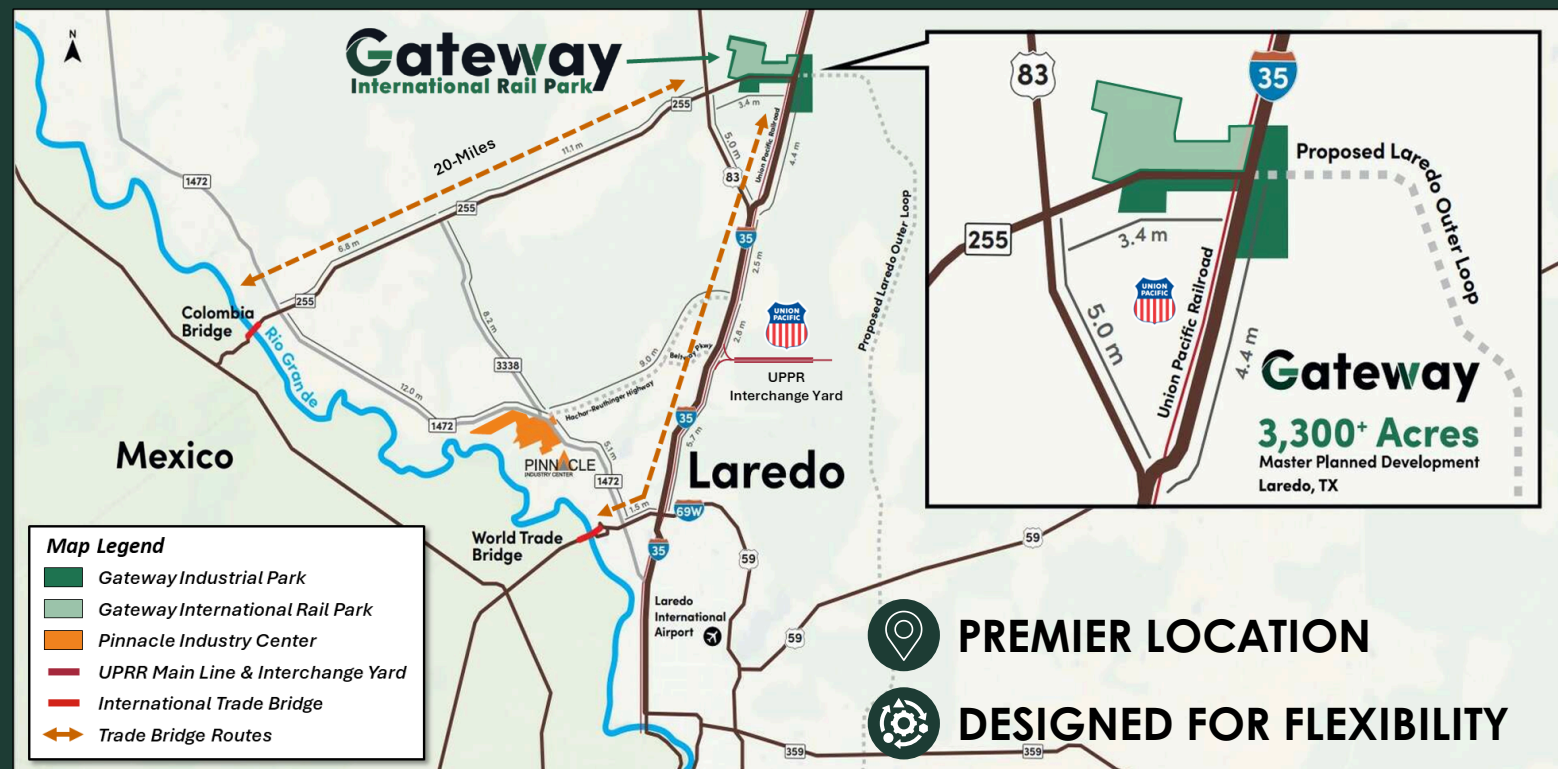 N
Gateway
International Rail Park
83
35
Proposed Laredo Outer Loop
255
3.4 m
UNION
PACIFIC
5.0 m
Union Pacific Railroad
4.4 m
Gateway
3,300+ Acres
Master Planned Development
Laredo, TX
20-Miles
255
3.4 m
11.1 m
5.0 m
Union Pacific Railroad
4.4 m
83
1472
255
6.8 m
35
2.5 m
Proposed Laredo Outer Loop
255
Colombia
Bridge
Rio Grande
8.2 m
UNION
PACIFIC
2.8 m
9.0 m
Beltway Pkwy
3338
UPPR
Interchange Yard
12.0 m
Hachar-Reuthinger Highway
1472
35
5.7 m
5.1 m
Mexico
PINNACLE
INDUSTRY CENTER
Laredo
1472
1.5 m
69W
World Trade
Bridge
35
59
59
Laredo
International
Airport
59
359
359
Map Legend
Gateway Industrial Park
Gateway International Rail Park
Pinnacle Industry Center
UPRR Main Line & Interchange Yard
International Trade Bridge
Trade Bridge Routes
PREMIER LOCATION
DESIGNED FOR FLEXIBILITY